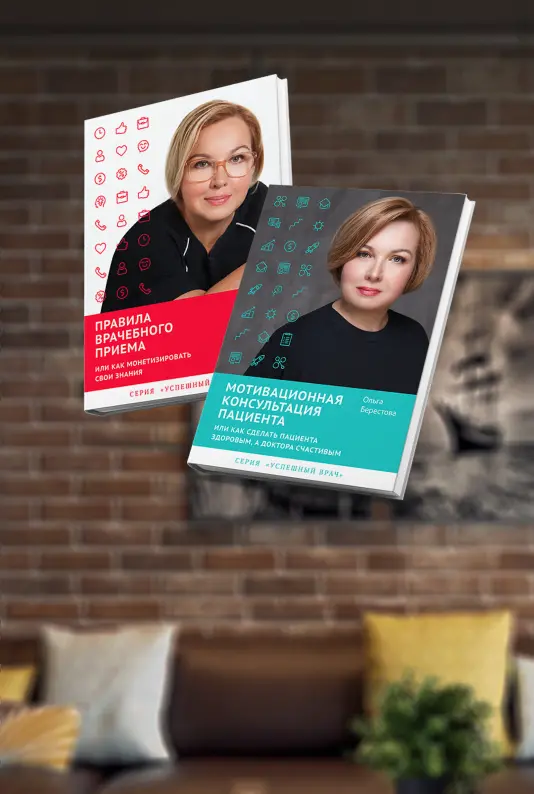 ПРАВИЛА
ВРАЧЕБНОГО
ПРИЕМА
ИЛИ КАК МОНЕТИЗИРОВАТЬ
СВОИ ЗНАНИЯ
СЕРИЯ «УСПЕШНЫЙ
МОТИВАЦИОННАЯ
КОНСУЛЬТАЦИЯ
ПАЦИЕНТА
Ольга
Берестова
ИЛИ КАК СДЕЛАТЬ ПАЦИЕНТА
ЗДОРОВЫМ, А ДОКТОРА СЧАСТЛИВЫМ
СЕРИЯ «УСПЕШНЫЙ ВРАЧ»